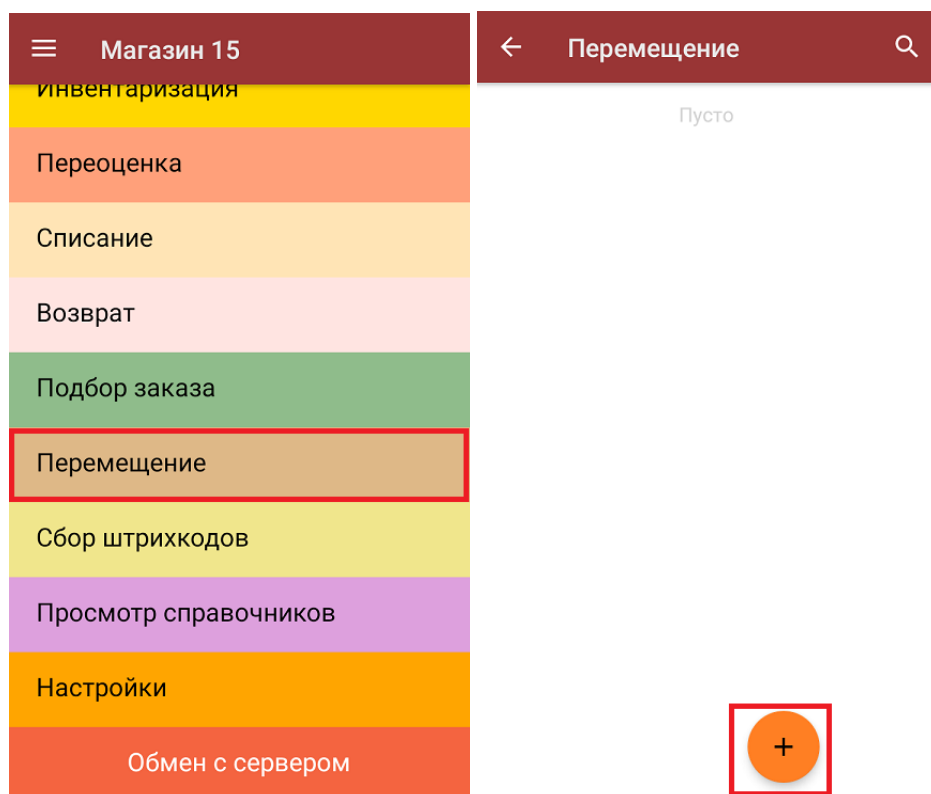 Магазин 15
Инвентаризация
Переоценка
Списание
Возврат
Подбор заказа
Перемещение
Сбор штрихкодов
Просмотр справочников
Настройки
Обмен с сервером
Перемещение
Пусто
+